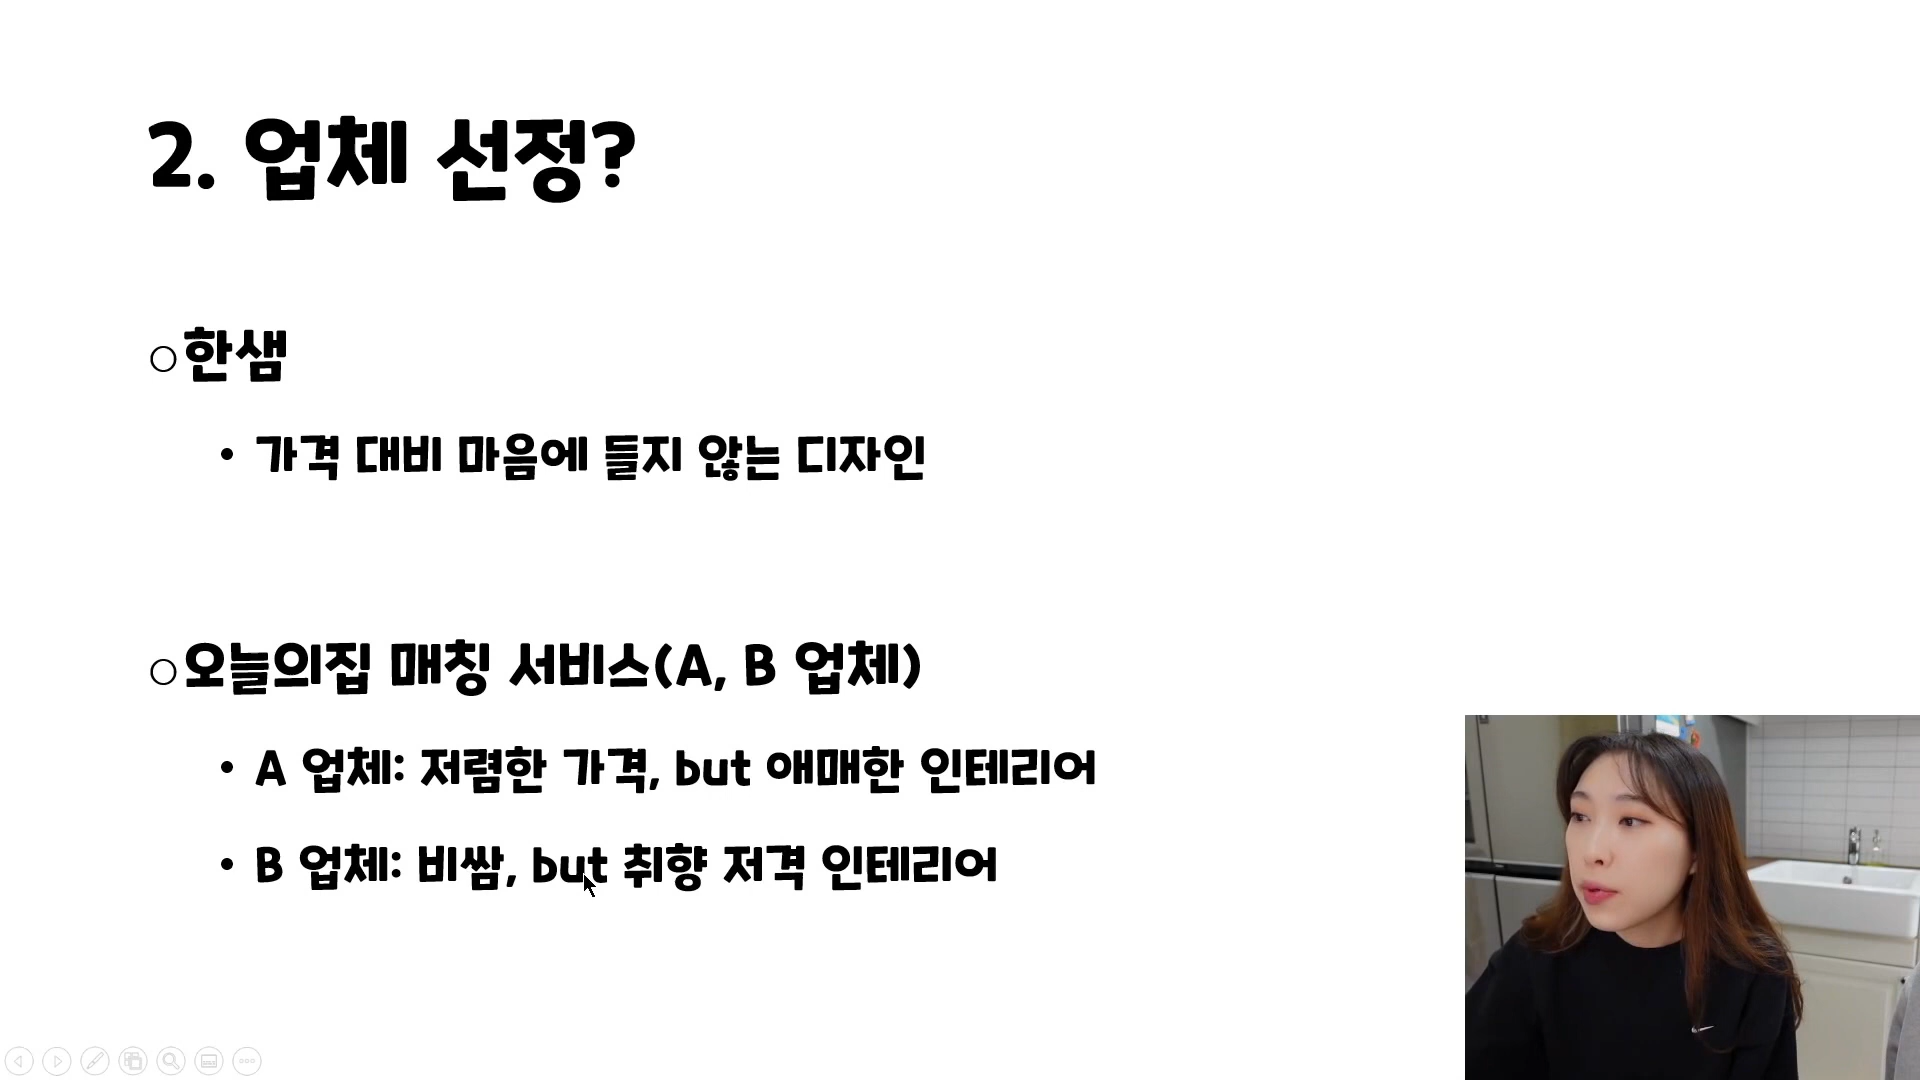 2. 업체 선정?
한샘
가격 대비 마음에 들지 않는 디자인
오늘의집 매칭 서비스(A, B 업체)
A 업체: 저렴한 가격, but 애매한 인테리어
B 업체: 비쌈, but 취향 저격 인테리어